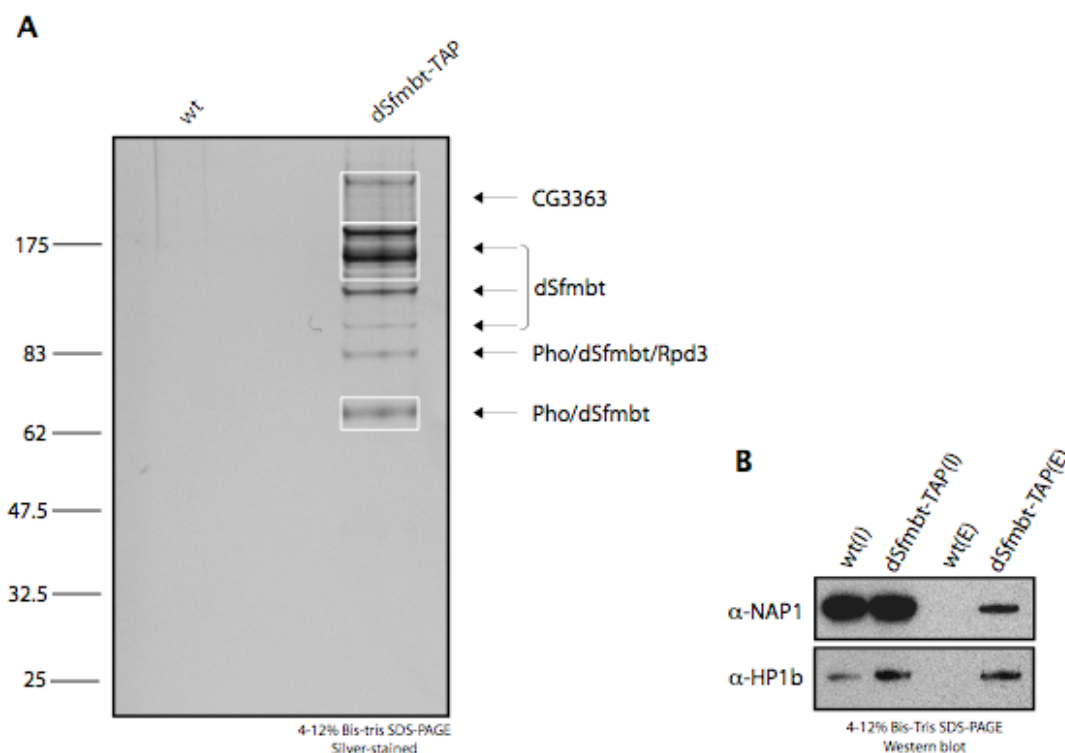 A
wt
dSfmbt-TAP
CG3363
175
dSfmbt
83
Pho/dSfmbt/Rpd3
Pho/dSfmbt
62
47.5
32.5
25
4-12% Bis-tris SDS-PAGE
Silver-stained
B
wt(I)
dSfmbt-TAP(I)
wt(E)
dSfmbt-TAP(E)
α-NAP1
α-HP1b
4-12% Bis-Tris SDS-PAGE
Western blot